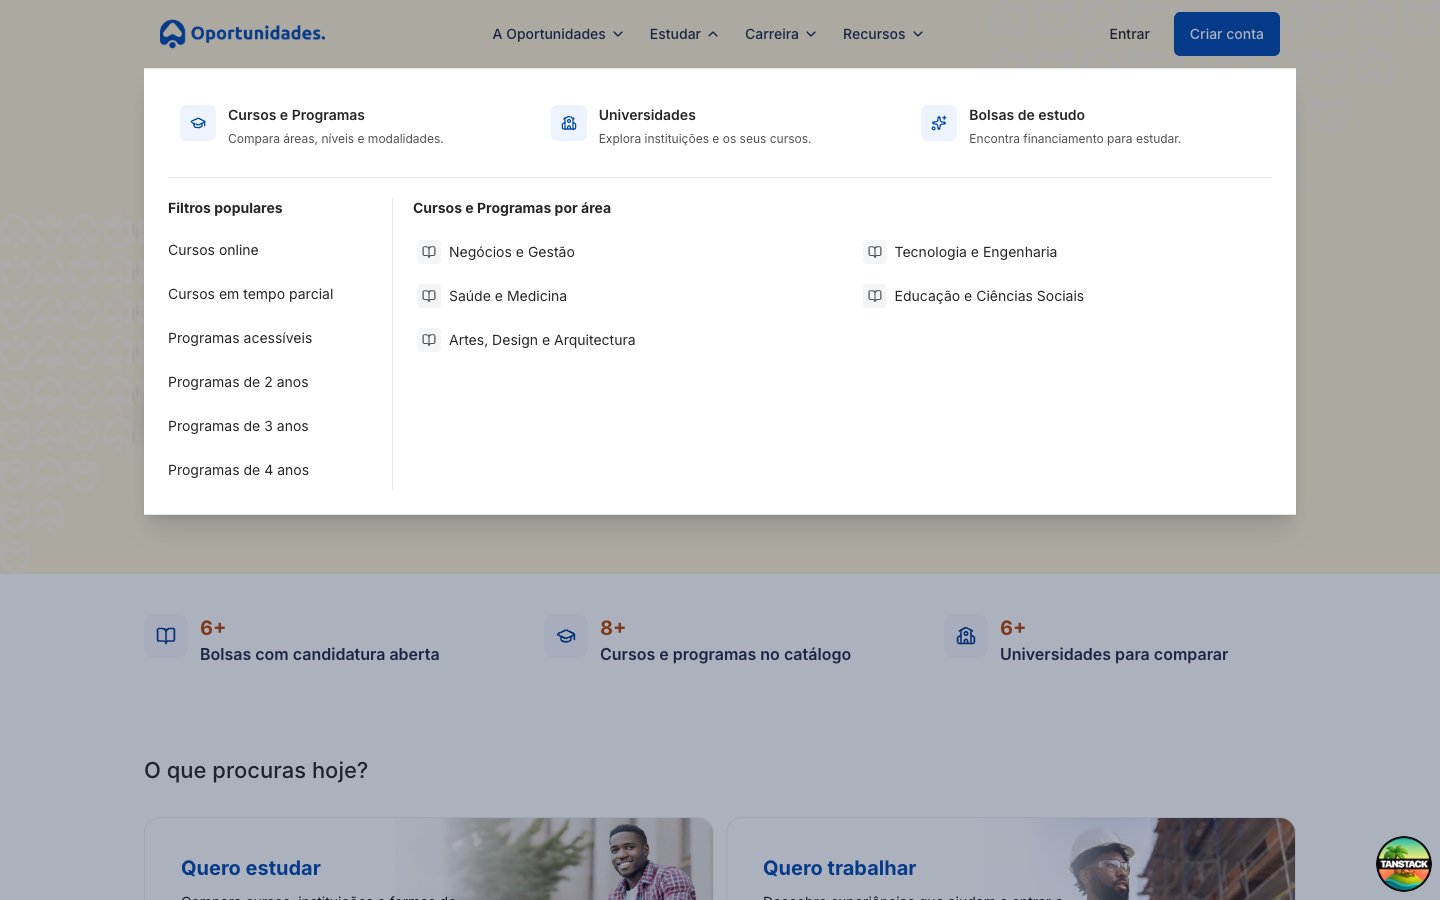 Oportunidades.
A Oportunidades
Estudar
Carreira
Recursos
Entrar
Criar conta
Cursos e Programas
Compara áreas, níveis e modalidades.
Universidades
Explora instituições e os seus cursos.
Bolsas de estudo
Encontra financiamento para estudar.
Filtros populares
Cursos online
Cursos em tempo parcial
Programas acessíveis
Programas de 2 anos
Programas de 3 anos
Programas de 4 anos
Cursos e Programas por área
Negócios e Gestão
Tecnologia e Engenharia
Saúde e Medicina
Educação e Ciências Sociais
Artes, Design e Arquitectura
6+
Bolsas com candidatura aberta
8+
Cursos e programas no catálogo
6+
Universidades para comparar
O que procuras hoje?
Quero estudar
Quero trabalhar
TANSTACK